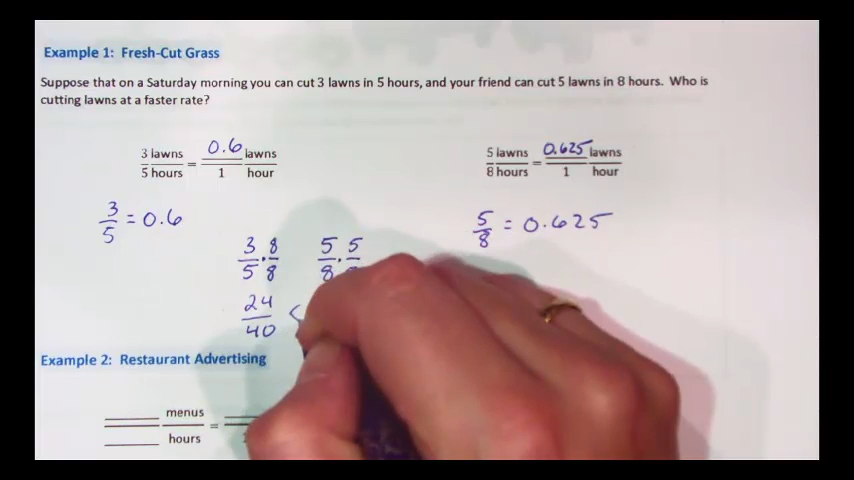 Example 1: Fresh-Cut Grass
Suppose that on a Saturday morning you can cut 3 lawns in 5 hours, and your friend can cut 5 lawns in 8 hours. Who is
cutting lawns at a faster rate?
3 lawns / 5 hours = 0.6 / 1 lawns / hour
5 lawns / 8 hours = 0.625 / 1 lawns / hour
3/5 = 0.6
5/8 = 0.625
3/5 · 8/8
5/8 · 5
24/40 <
Example 2: Restaurant Advertising
menus
hours
=